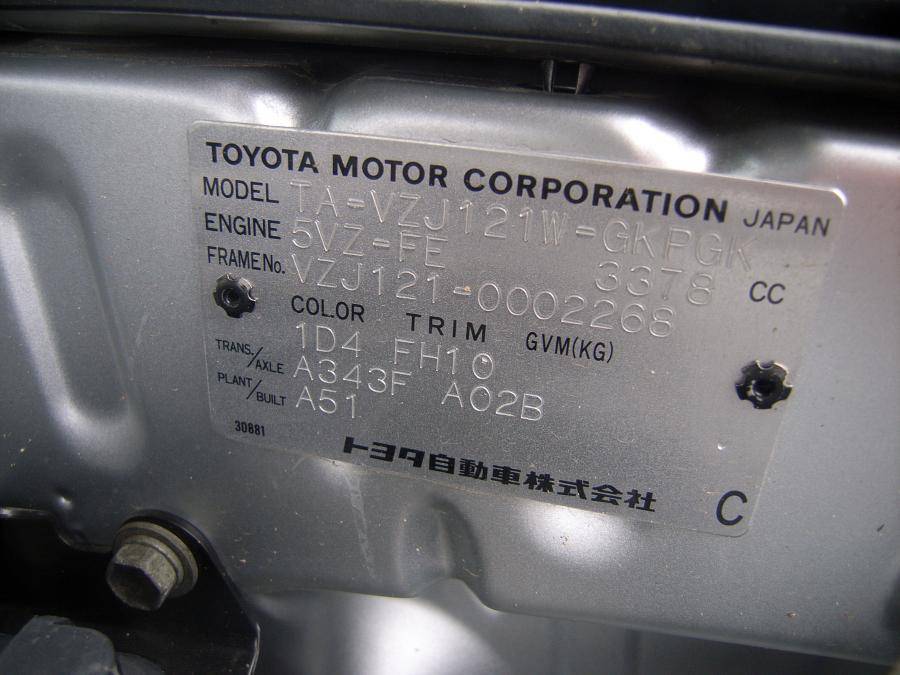 TOYOTA MOTOR CORPORATION JAPAN
MODEL TA-VZJ121W-GKPGK
ENGINE 5VZ-FE 3378 CC
FRAME No. VZJ121-0002268
COLOR TRIM GVM(KG)
1D4 FH10
TRANS./AXLE A343F A02B
PLANT/BUILT A51
30881 トヨタ自動車株式会社 C